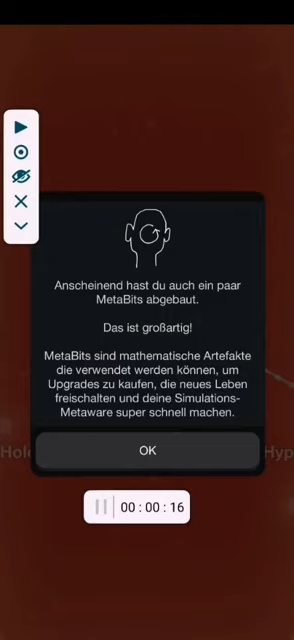 Anscheinend hast du auch ein paar
MetaBits abgebaut.
Das ist großartig!
MetaBits sind mathematische Artefakte
die verwendet werden können, um
Upgrades zu kaufen, die neues Leben
freischalten und deine Simulations-
Metaware super schnell machen.
OK
00 : 00 : 16